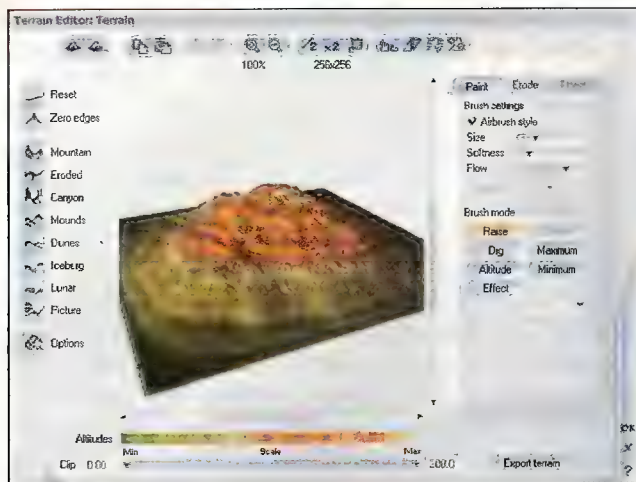 Terrain Editor: Terrain
100% 256x256
Reset
Zero edges
Mountain
Eroded
Canyon
Mounds
Dunes
Iceberg
Lunar
Picture
Options
Paint Erode
Brush settings
Airbrush style
Size
Softness
Flow
Brush mode
Raise
Dig Maximum
Altitude Minimum
Effect
Altitudes
Min Scale Max
Clip 0.00 200.0
Export terrain
OK
X
?